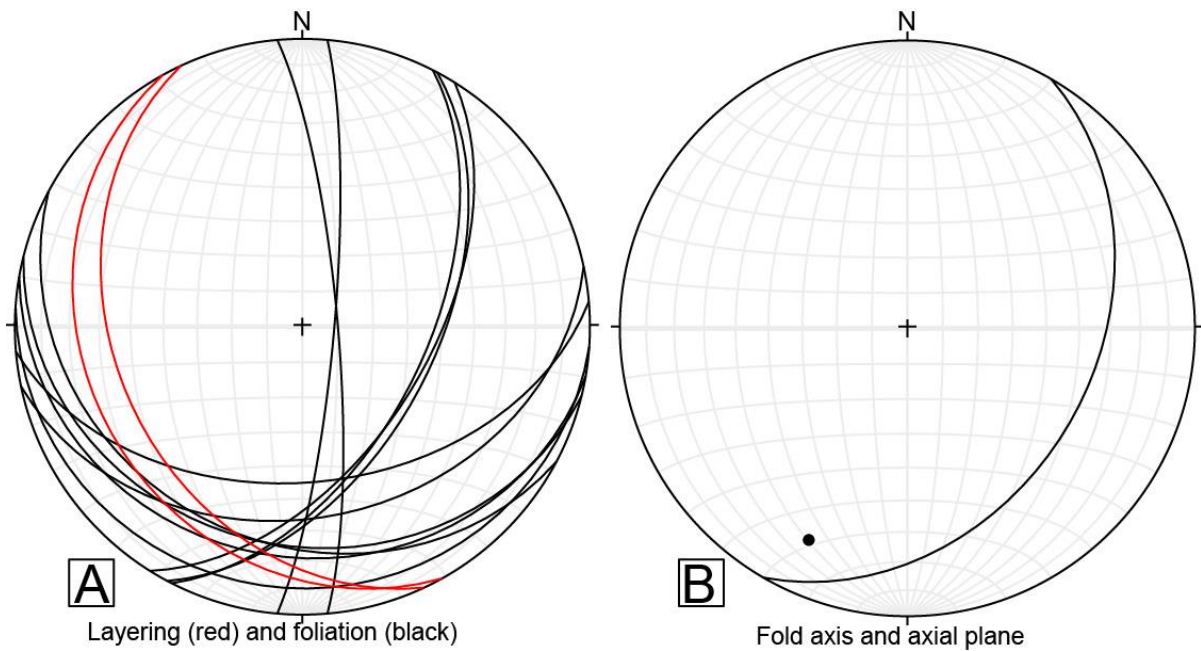 N
N
A
B
Layering (red) and foliation (black)
Fold axis and axial plane